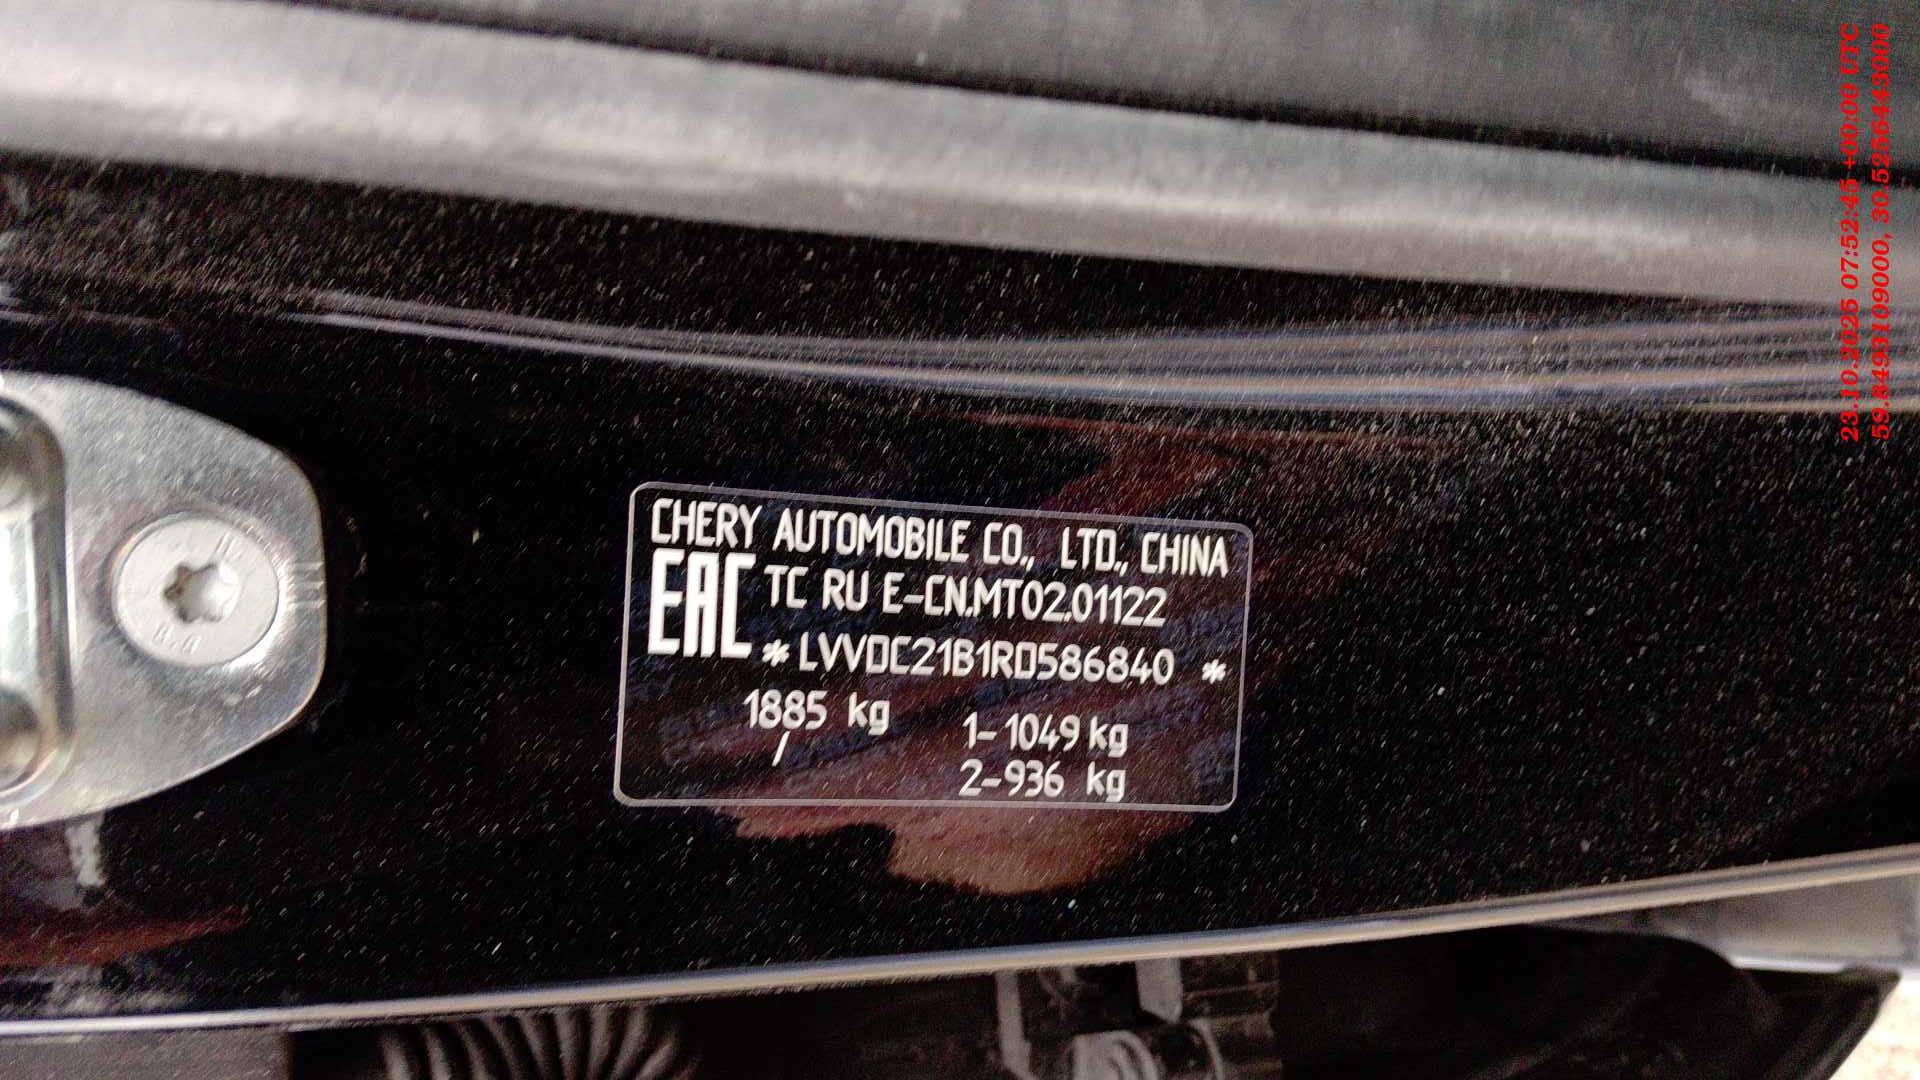 CHERY AUTOMOBILE CO., LTD., CHINA
EAC TC RU E-CN.MT02.01122
*LVVDC21B1RD586840 *
1885 kg
/
1-1049 kg
2-936 kg
23.10.2025 07:52:45 +00:00 UTC
59.8493109000, 30.5256443000